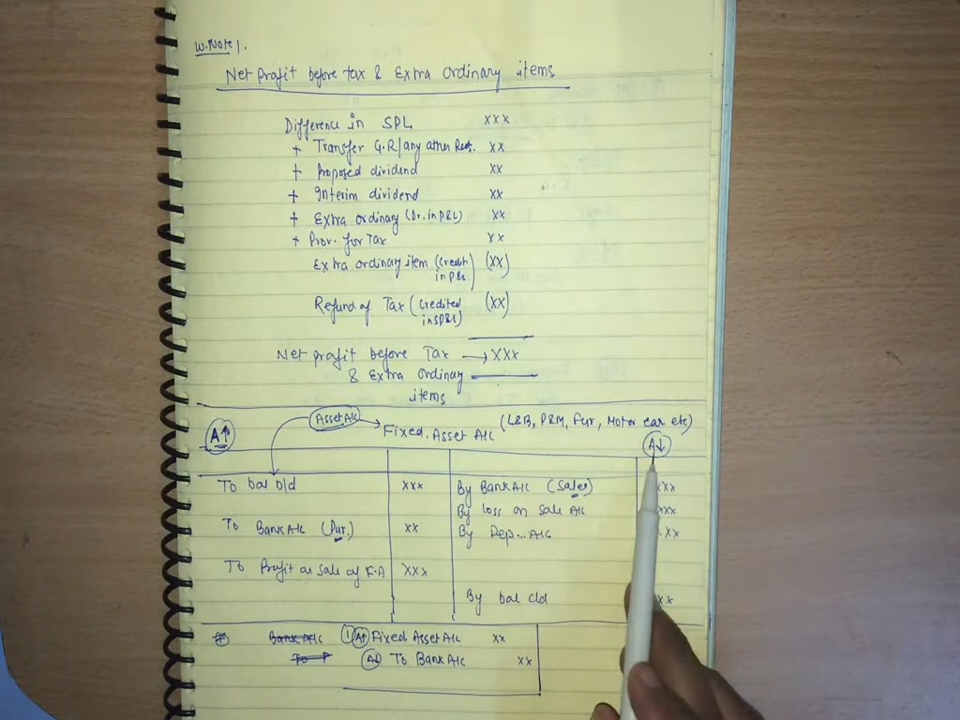 W.Note 1.
Net profit before tax & Extra Ordinary items
Difference in SPL xxx
+ Transfer G.R/any other Res. xx
+ Proposed dividend xx
+ Interim dividend xx
+ Extra ordinary (Dr. in P&L) xx
+ Prov. for Tax xx
Extra ordinary item (credit in P&L) (xx)
Refund of Tax (credited in SP&L) (xx)
Net profit before Tax → xxx
& Extra Ordinary
items
A↑ Asset A/c Fixed Asset A/c (L&B, P&M, Fur, Motor car etc)
A↓
To bal b/d xxx By Bank A/c (Sales) xxx
By loss on sale A/c xxx
To Bank A/c (Pur.) xx By Dep... A/c xx
To Profit on sale of F.A xxx
By bal c/d xx
Bank A/c 1 A↑ Fixed Asset A/c xx
A↓ To Bank A/c xx